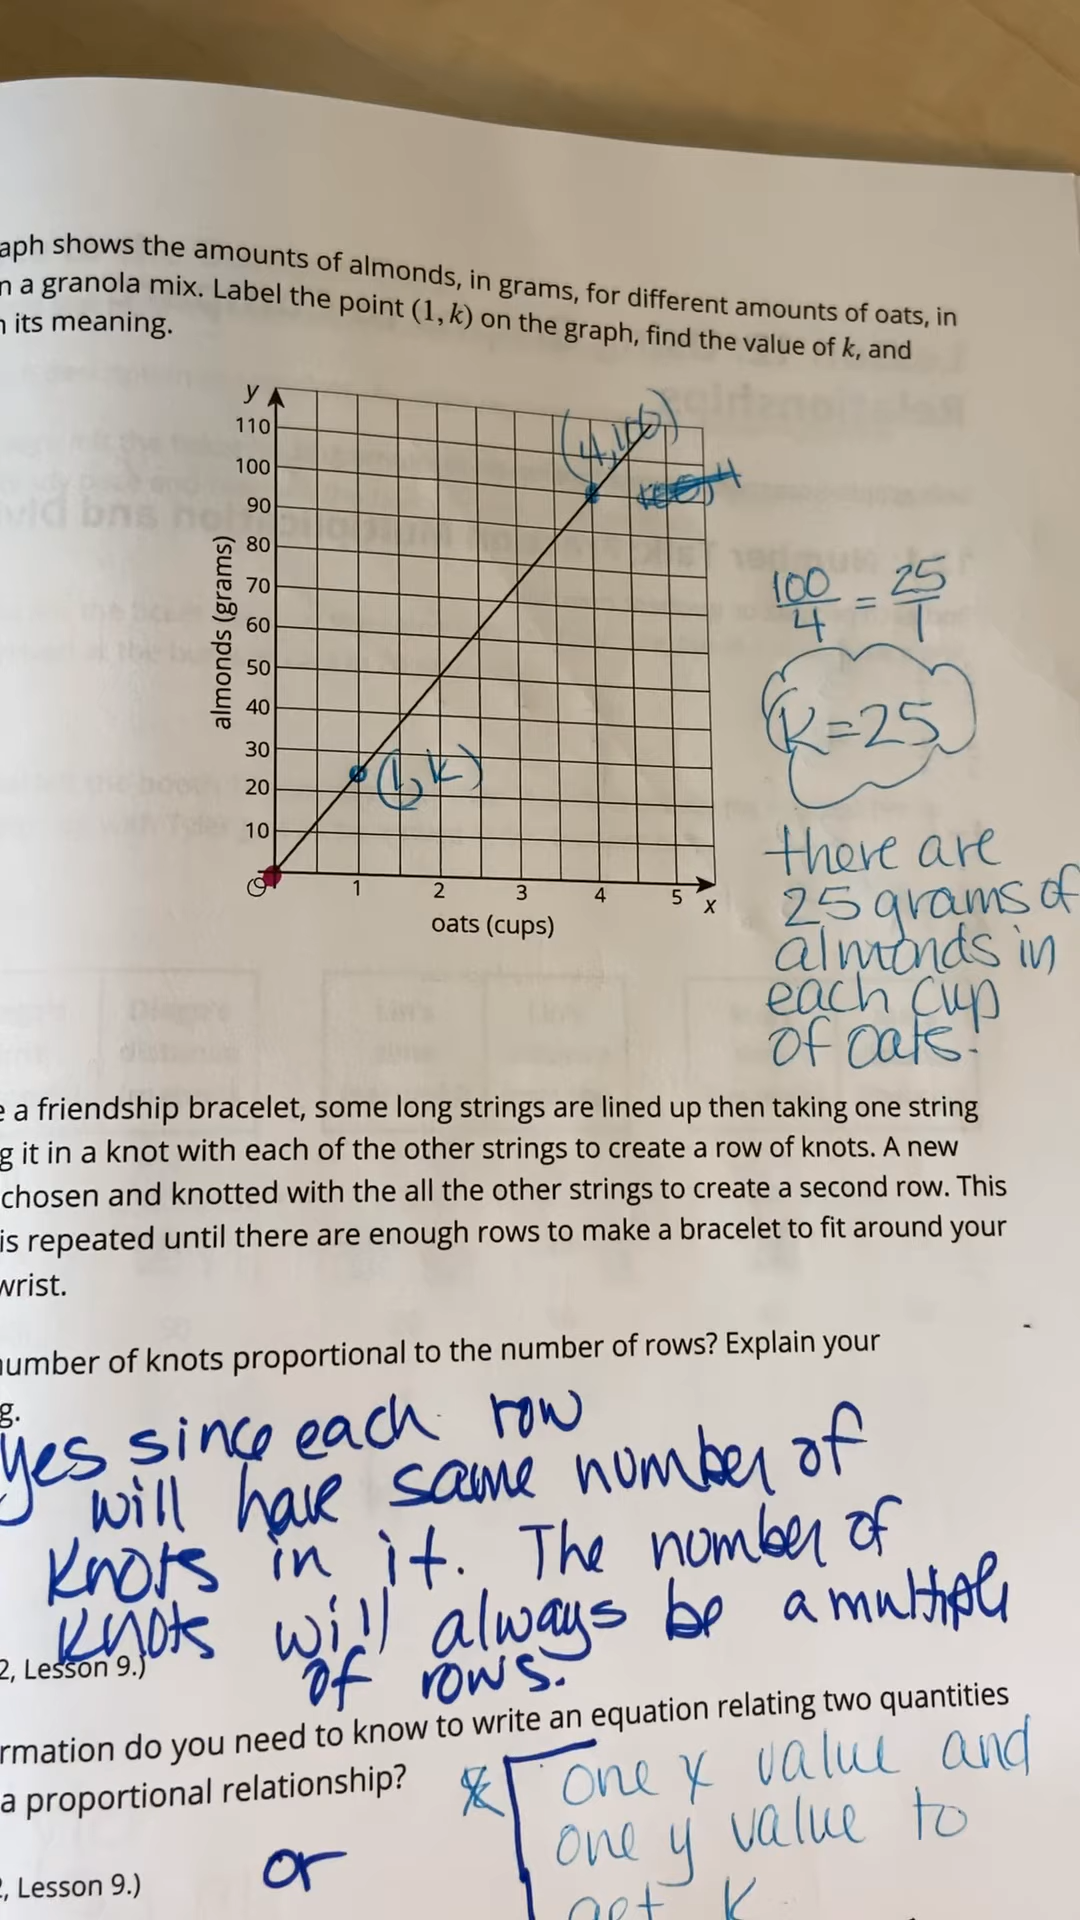 aph shows the amounts of almonds, in grams, for different amounts of oats, in
n a granola mix. Label the point (1, k) on the graph, find the value of k, and
its meaning.
y
110
100
90
80
70
60
50
40
30
20
10
almonds (grams)
(4,100)
(1,k)
1
2
3
4
5
x
oats (cups)
100/4 = 25/1
K=25
there are
25 grams of
almonds in
each cup
of oats.
e a friendship bracelet, some long strings are lined up then taking one string
g it in a knot with each of the other strings to create a row of knots. A new
chosen and knotted with the all the other strings to create a second row. This
is repeated until there are enough rows to make a bracelet to fit around your
wrist.
number of knots proportional to the number of rows? Explain your
g.
yes since each row
will have same number of
knots in it. The number of
knots will always be a multiple
of rows.
2, Lesson 9.)
rmation do you need to know to write an equation relating two quantities
a proportional relationship?
one x value and
one y value to
get K
or
, Lesson 9.)